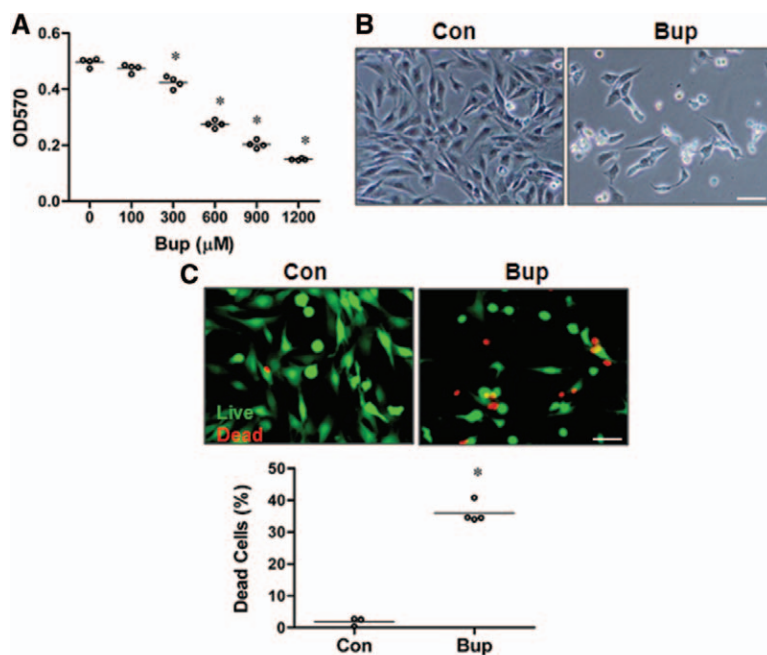 A
0.6
0.4
0.2
0.0
OD570
*
*
*
*
0 100 300 600 900 1200
Bup (μM)
B
Con Bup
C
Con Bup
Live
Dead
50
40
30
20
10
0
Dead Cells (%)
*
Con Bup